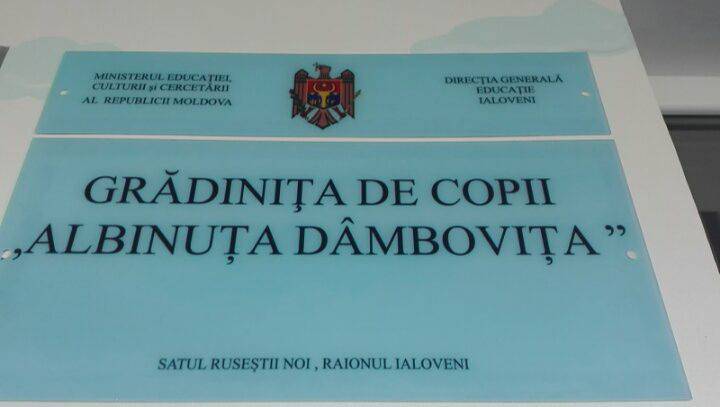 MINISTERUL EDUCAȚIEI,
CULTURII și CERCETĂRII
AL REPUBLICII MOLDOVA
DIRECȚIA GENERALĂ
EDUCAȚIE
IALOVENI
GRĂDINIȚA DE COPII
„ALBINUȚA DÂMBOVIȚA”
SATUL RUSEȘTII NOI , RAIONUL IALOVENI